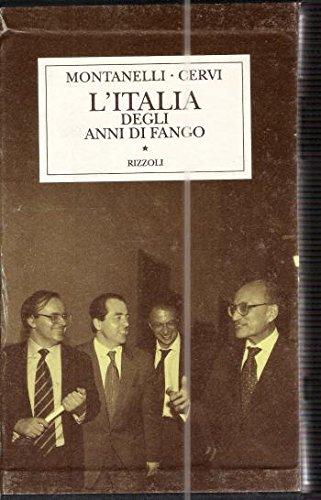 MONTANELLI · CERVI
L'ITALIA
DEGLI
ANNI DI FANGO
★
RIZZOLI